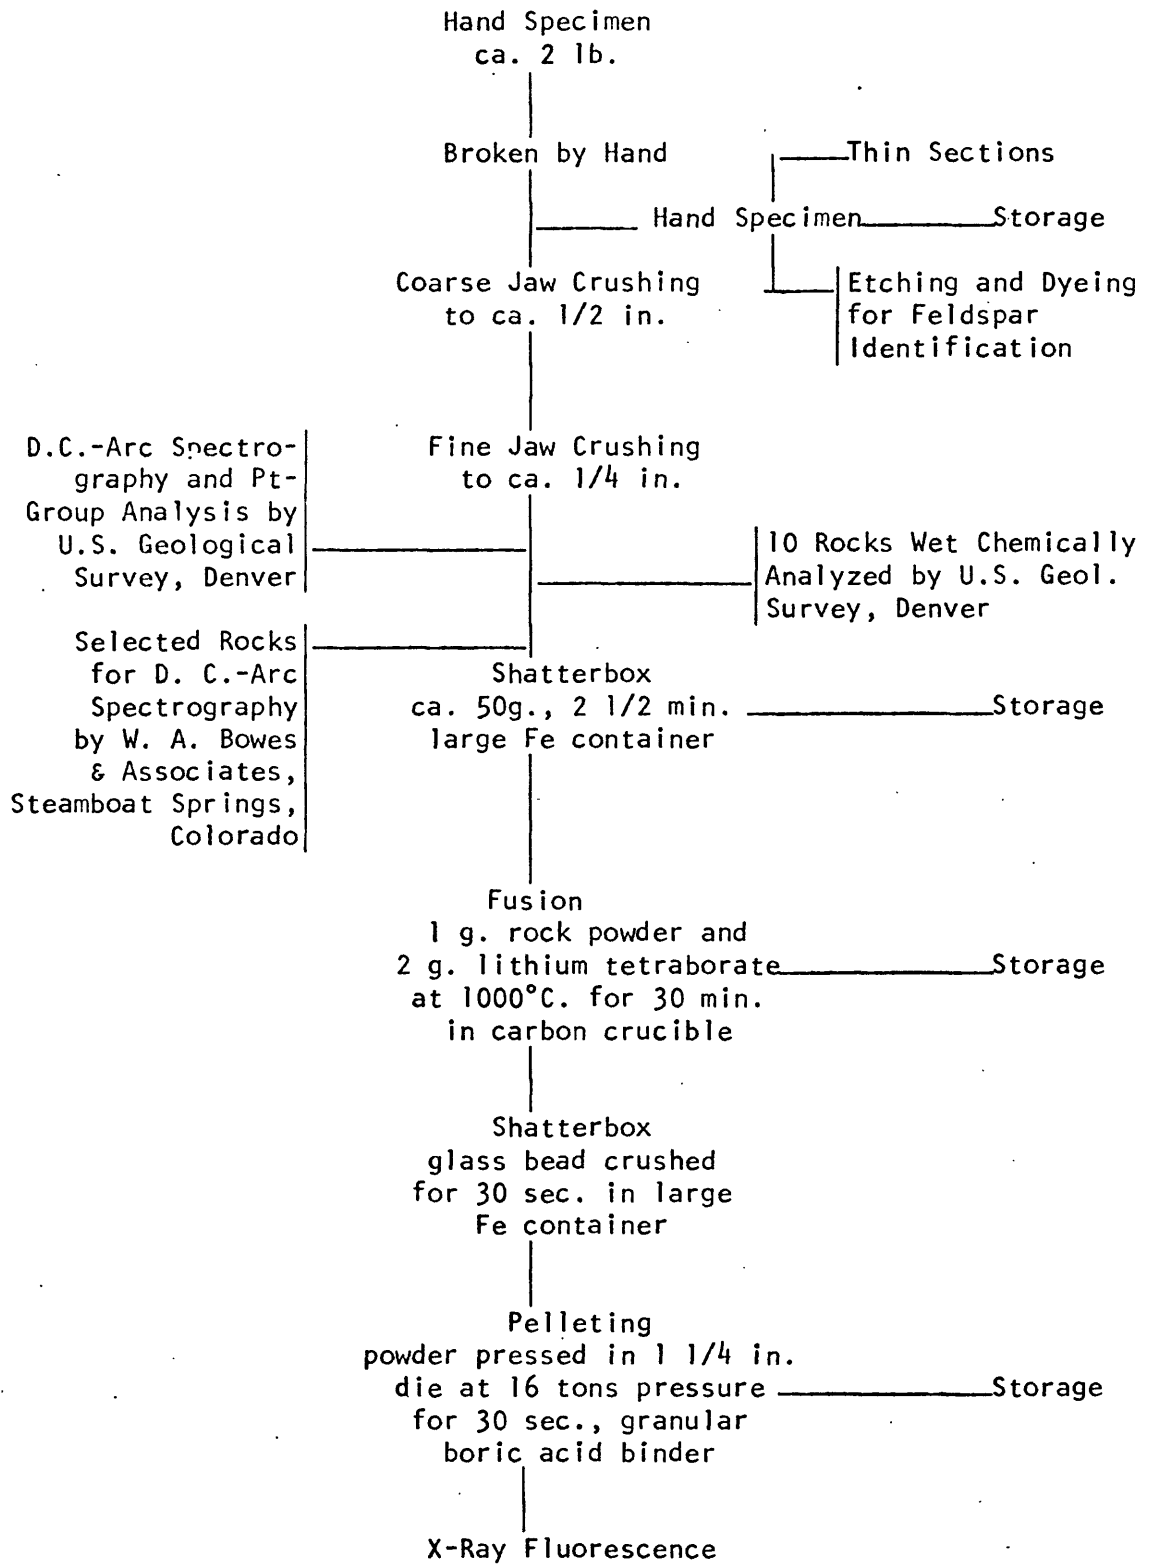 Hand Specimen
ca. 2 lb.
Broken by Hand
Thin Sections
Hand Specimen
Storage
Coarse Jaw Crushing
to ca. 1/2 in.
Etching and Dyeing
for Feldspar
Identification
D.C.-Arc Spectro-
graphy and Pt-
Group Analysis by
U.S. Geological
Survey, Denver
Fine Jaw Crushing
to ca. 1/4 in.
10 Rocks Wet Chemically
Analyzed by U.S. Geol.
Survey, Denver
Selected Rocks
for D. C.-Arc
Spectrography
by W. A. Bowes
& Associates,
Steamboat Springs,
Colorado
Shatterbox
ca. 50g., 2 1/2 min.
large Fe container
Storage
Fusion
1 g. rock powder and
2 g. lithium tetraborate
at 1000°C. for 30 min.
in carbon crucible
Storage
Shatterbox
glass bead crushed
for 30 sec. in large
Fe container
Pelleting
powder pressed in 1 1/4 in.
die at 16 tons pressure
for 30 sec., granular
boric acid binder
Storage
X-Ray Fluorescence